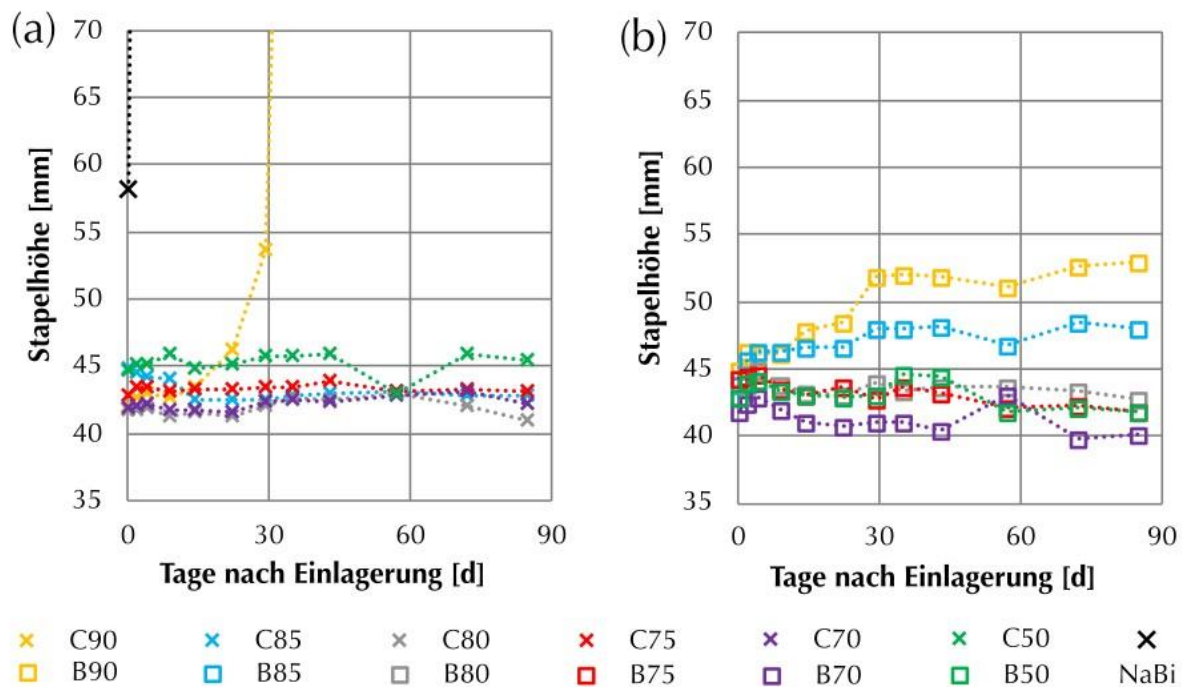 (a)
70
65
60
55
50
45
40
35
Stapelhöhe [mm]
0 30 60 90
Tage nach Einlagerung [d]
(b)
70
65
60
55
50
45
40
35
Stapelhöhe [mm]
0 30 60 90
Tage nach Einlagerung [d]
C90 C85 C80 C75 C70 C50
B90 B85 B80 B75 B70 B50 NaBi